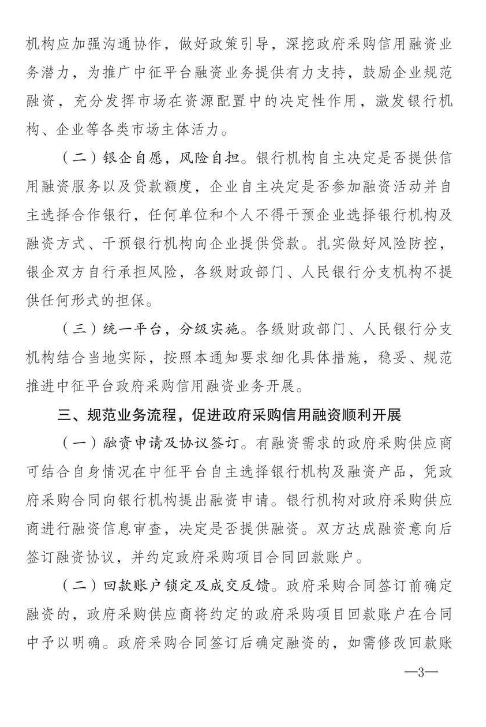 机构应加强沟通协作，做好政策引导，深挖政府采购信用融资业
务潜力，为推广中征平台融资业务提供有力支持，鼓励企业规范
融资，充分发挥市场在资源配置中的决定性作用，激发银行机
构、企业等各类市场主体活力。
（二）银企自愿，风险自担。银行机构自主决定是否提供信
用融资服务以及贷款额度，企业自主决定是否参加融资活动并自
主选择合作银行，任何单位和个人不得干预企业选择银行机构及
融资方式、干预银行机构向企业提供贷款。扎实做好风险防控，
银企双方自行承担风险，各级财政部门、人民银行分支机构不提
供任何形式的担保。
（三）统一平台，分级实施。各级财政部门、人民银行分支
机构结合当地实际，按照本通知要求细化具体措施，稳妥、规范
推进中征平台政府采购信用融资业务开展。
三、规范业务流程，促进政府采购信用融资顺利开展
（一）融资申请及协议签订。有融资需求的政府采购供应商
可结合自身情况在中征平台自主选择银行机构及融资产品，凭政
府采购合同向银行机构提出融资申请。银行机构对政府采购供应
商进行融资信息审查，决定是否提供融资。双方达成融资意向后
签订融资协议，并约定政府采购项目合同回款账户。
（二）回款账户锁定及成交反馈。政府采购合同签订前确定
融资的，政府采购供应商将约定的政府采购项目回款账户在合同
中予以明确。政府采购合同签订后确定融资的，如需修改回款账
—3—